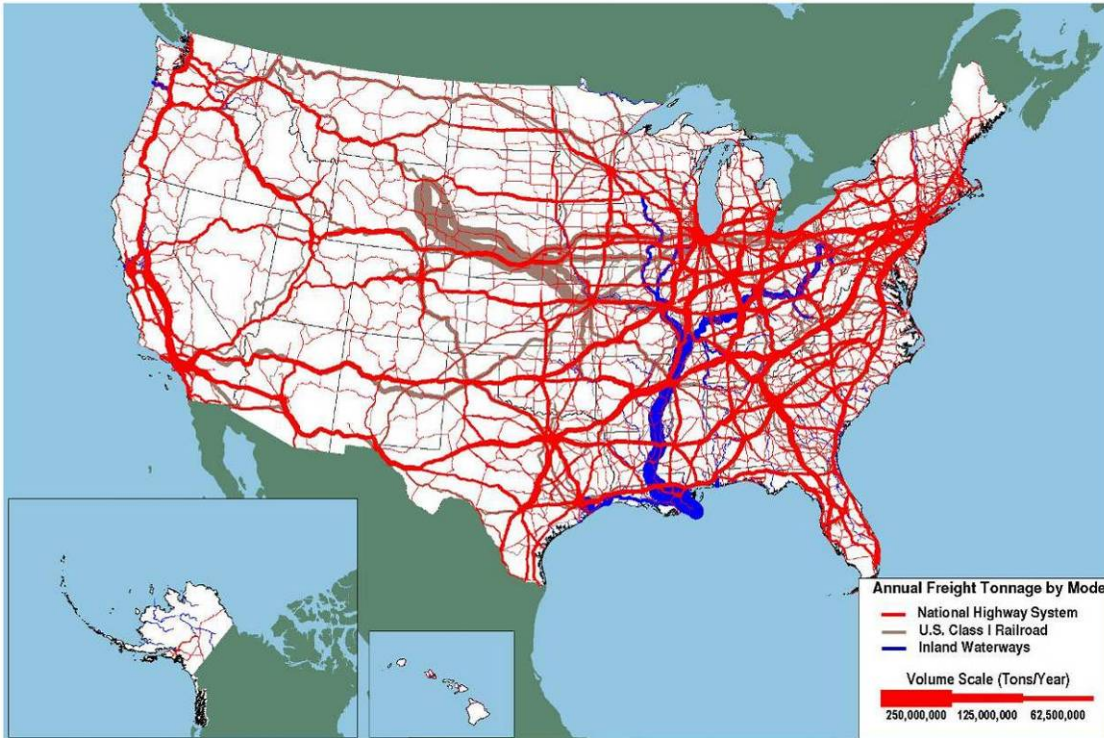 Annual Freight Tonnage by Mode
National Highway System
U.S. Class I Railroad
Inland Waterways
Volume Scale (Tons/Year)
250,000,000 125,000,000 62,500,000